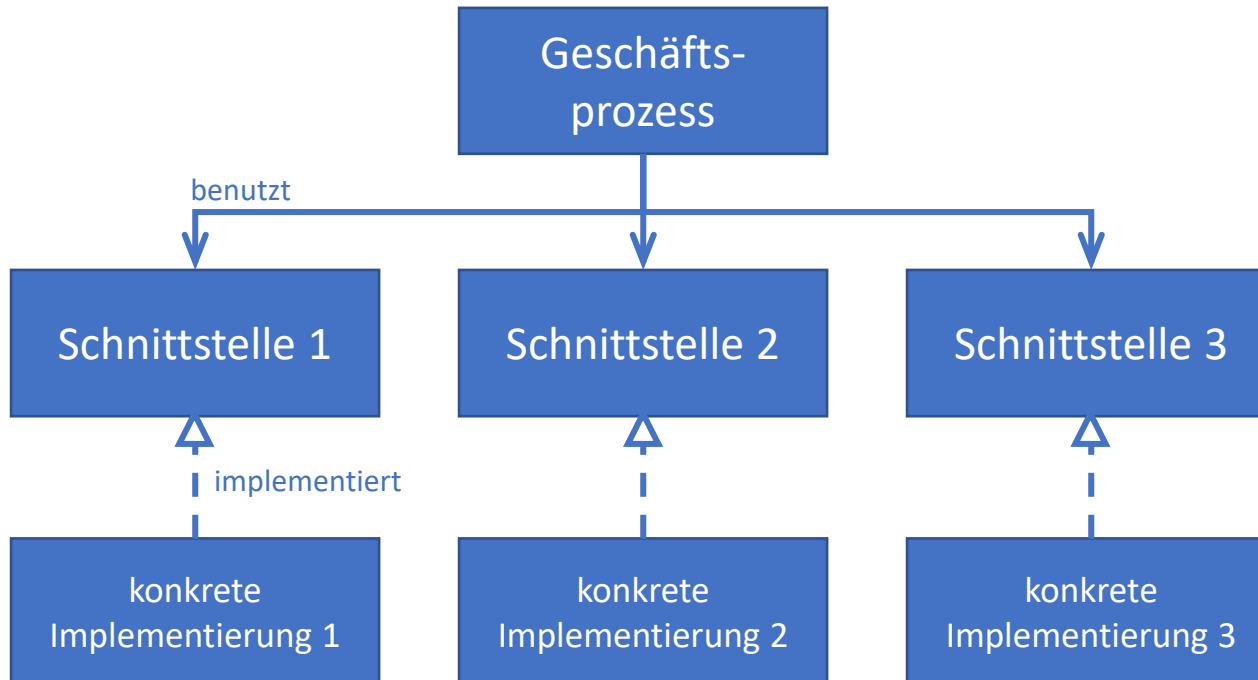 Geschäfts-
prozess
benutzt
Schnittstelle 1
Schnittstelle 2
Schnittstelle 3
implementiert
konkrete
Implementierung 1
konkrete
Implementierung 2
konkrete
Implementierung 3